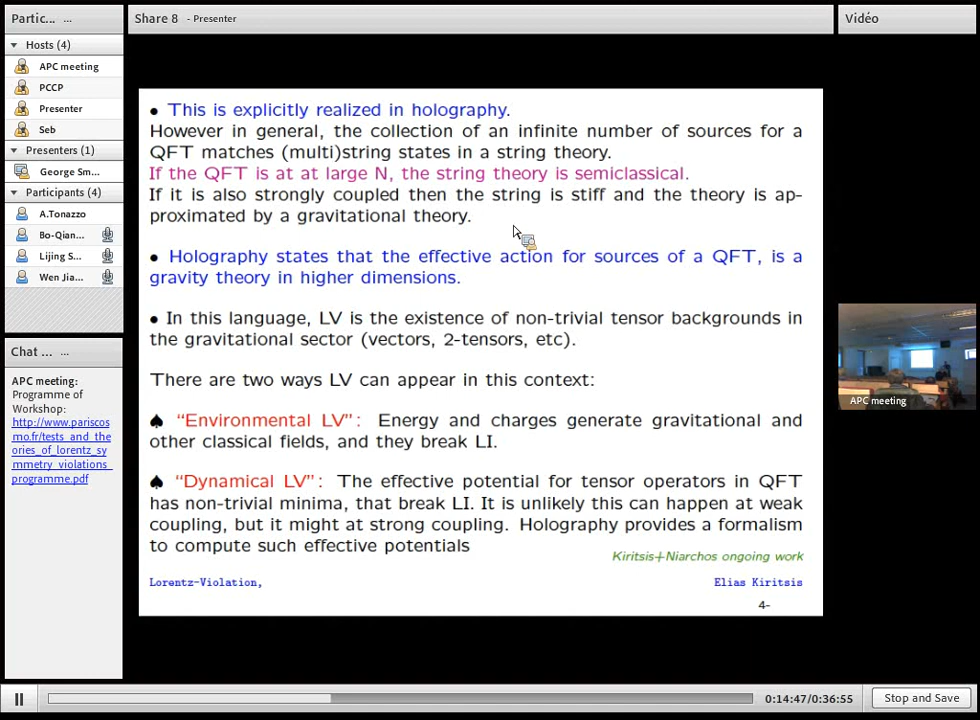 Partic... ...
Hosts (4)
APC meeting
PCCP
Presenter
Seb
Presenters (1)
George Sm...
Participants (4)
A.Tonazzo
Bo-Qian...
Lijing S...
Wen Jia...
Chat ... ...
APC meeting:
Programme of
Workshop:
http://www.pariscos
mo.fr/tests_and_the
ories_of_lorentz_sy
mmetry_violations_
programme.pdf
Share 8 - Presenter
• This is explicitly realized in holography.
However in general, the collection of an infinite number of sources for a
QFT matches (multi)string states in a string theory.
If the QFT is at at large N, the string theory is semiclassical.
If it is also strongly coupled then the string is stiff and the theory is ap-
proximated by a gravitational theory.
• Holography states that the effective action for sources of a QFT, is a
gravity theory in higher dimensions.
• In this language, LV is the existence of non-trivial tensor backgrounds in
the gravitational sector (vectors, 2-tensors, etc).
There are two ways LV can appear in this context:
♠ “Environmental LV”: Energy and charges generate gravitational and
other classical fields, and they break LI.
♠ “Dynamical LV”: The effective potential for tensor operators in QFT
has non-trivial minima, that break LI. It is unlikely this can happen at weak
coupling, but it might at strong coupling. Holography provides a formalism
to compute such effective potentials
Kiritsis+Niarchos ongoing work
Lorentz-Violation, Elias Kiritsis
4-
Vidéo
APC meeting
0:14:47/0:36:55
Stop and Save